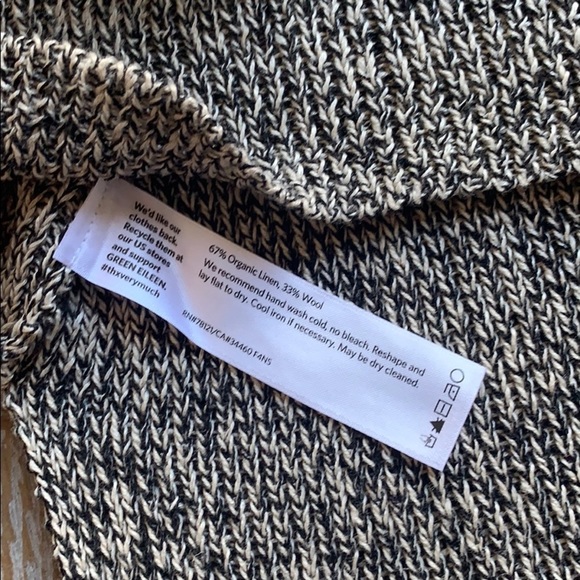 We'd like our
clothes back.
Recycle them at
our US stores
and support
GREEN EILEEN.
#thxverymuch
67% Organic Linen, 33% Wool
We recommend hand wash cold, no bleach. Reshape and
lay flat to dry. Cool iron if necessary. May be dry cleaned.